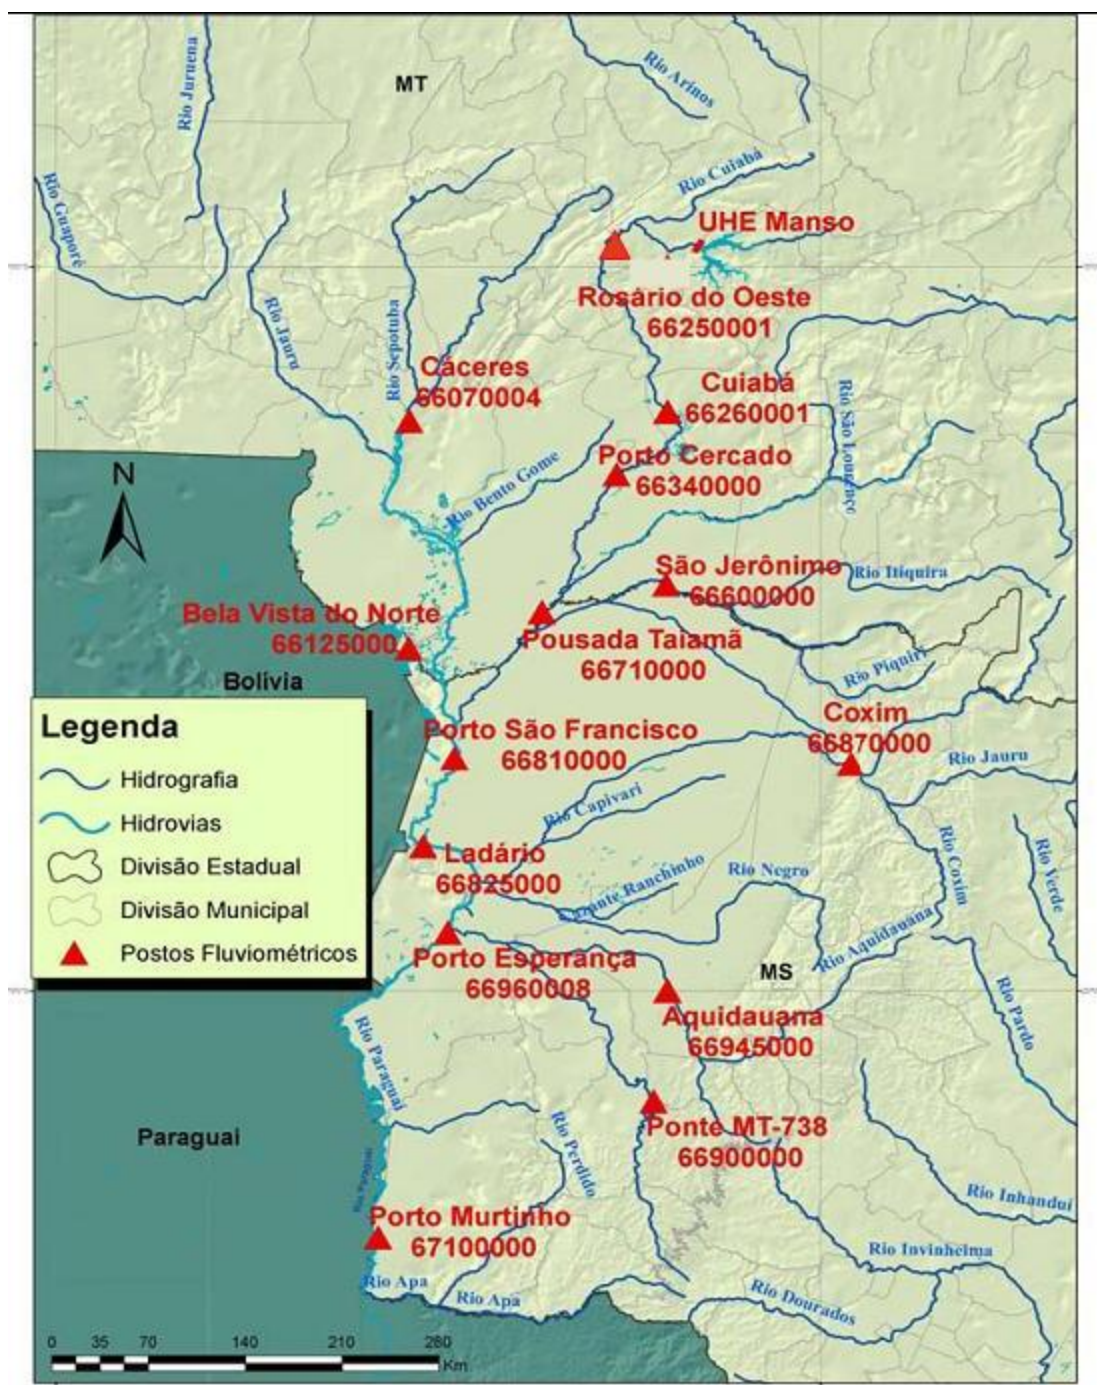 MT
Rio Juruena
Rio Arinos
Rio Cuiabá
Rio Guaporé
UHE Manso
Rosário do Oeste
66250001
Rio Jauru
Rio Sepotuba
Cáceres
66070004
Cuiabá
66260001
Rio São Lourenço
Porto Cercado
66340000
Rio Bento Gome
N
São Jerônimo
66600000
Rio Itiquira
Bela Vista do Norte
66125000
Pousada Taiamã
66710000
Rio Piquiri
Bolívia
Coxim
66870000
Porto São Francisco
66810000
Rio Jauru
Legenda
Hidrografia
Hidrovias
Divisão Estadual
Divisão Municipal
Postos Fluviométricos
Rio Capivari
Ladário
66825000
Ranchinho
Rio Negro
Rio Coxim
Rio Verde
Rio Aquidauana
Porto Esperança
66960008
MS
Aquidauana
66945000
Rio Pardo
Rio Paraguai
Ponte MT-738
66900000
Paraguai
Rio Perdido
Rio Paraguai
Porto Murtinho
67100000
Rio Inhanduí
Rio Invinheima
Rio Apa
Rio Apa
Rio Dourados
0 35 70 140 210 280
Km